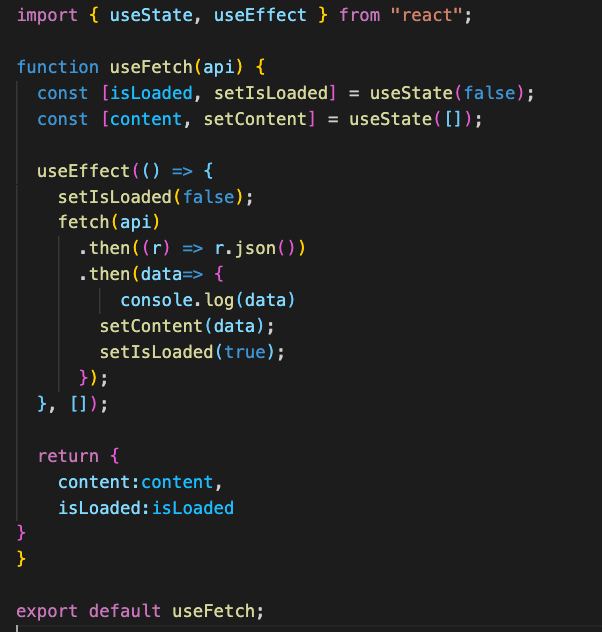 import { useState, useEffect } from "react";
function useFetch(api) {
const [isLoaded, setIsLoaded] = useState(false);
const [content, setContent] = useState([]);
useEffect(() => {
setIsLoaded(false);
fetch(api)
.then((r) => r.json())
.then(data=> {
console.log(data)
setContent(data);
setIsLoaded(true);
});
}, []);
return {
content:content,
isLoaded:isLoaded
}
}
export default useFetch;